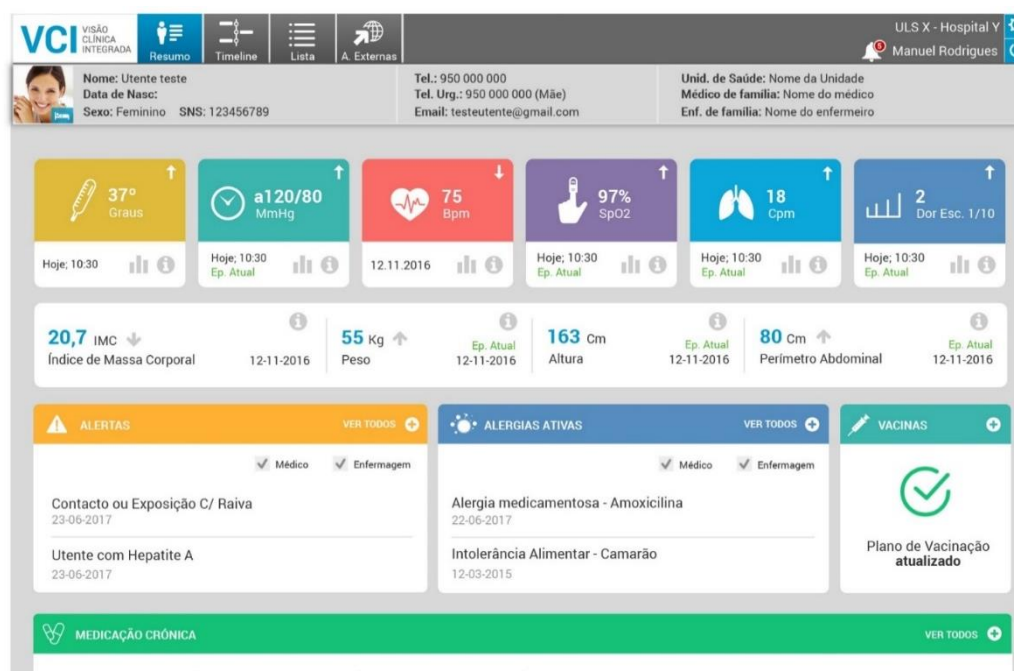 VCI VISÃO CLÍNICA INTEGRADA
Resumo
Timeline
Lista
A. Externas
ULS X - Hospital Y
5
Manuel Rodrigues
Nome: Utente teste
Data de Nasc:
Sexo: Feminino SNS: 123456789
Tel.: 950 000 000
Tel. Urg.: 950 000 000 (Mãe)
Email: testeutente@gmail.com
Unid. de Saúde: Nome da Unidade
Médico de família: Nome do médico
Enf. de família: Nome do enfermeiro
37º
Graus
Hoje; 10:30
a120/80
MmHg
Hoje; 10:30
Ep. Atual
75
Bpm
12.11.2016
97%
SpO2
Hoje; 10:30
Ep. Atual
18
Cpm
Hoje; 10:30
Ep. Atual
2
Dor Esc. 1/10
Hoje; 10:30
Ep. Atual
20,7 IMC
Índice de Massa Corporal
12-11-2016
55 Kg
Peso
Ep. Atual
12-11-2016
163 Cm
Altura
Ep. Atual
12-11-2016
80 Cm
Perímetro Abdominal
Ep. Atual
12-11-2016
ALERTAS
VER TODOS
Médico Enfermagem
Contacto ou Exposição C/ Raiva
23-06-2017
Utente com Hepatite A
23-06-2017
ALERGIAS ATIVAS
VER TODOS
Médico Enfermagem
Alergia medicamentosa - Amoxicilina
22-06-2017
Intolerância Alimentar - Camarão
12-03-2015
VACINAS
Plano de Vacinação
atualizado
MEDICAÇÃO CRÓNICA
VER TODOS